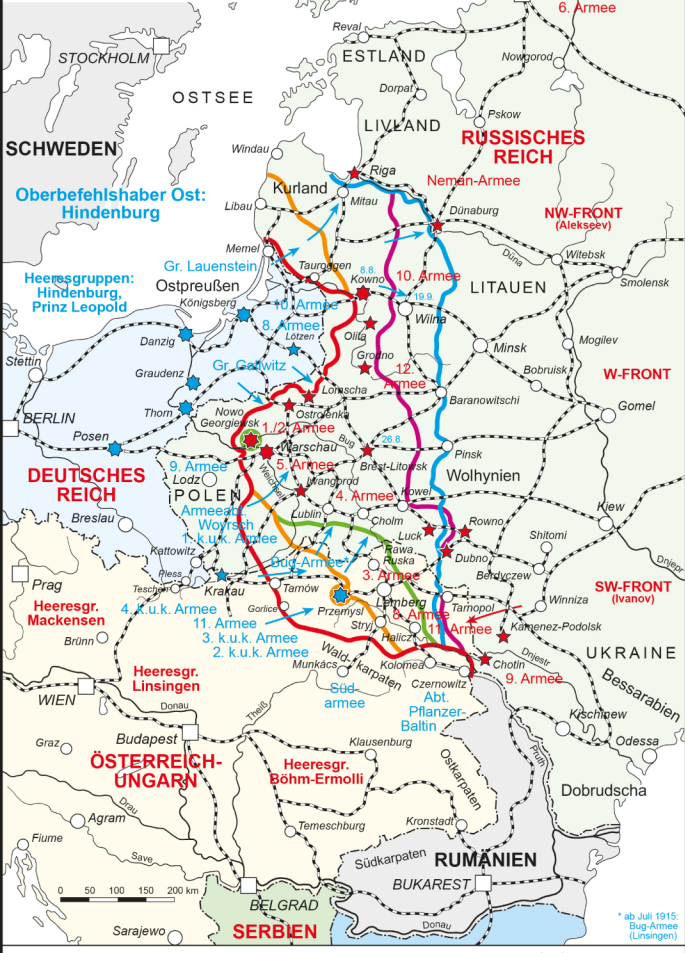 6. Armee
Reval
STOCKHOLM
ESTLAND
Nowgorod
OSTSEE
Dorpat
Pskow
LIVLAND
RUSSISCHES
REICH
SCHWEDEN
Windau
Riga
Neman-Armee
Kurland
Oberbefehlshaber Ost:
Hindenburg
Libau
Mitau
Dünaburg
NW-FRONT
(Alekseev)
Memel
Düna
Witebsk
Gr. Lauenstein
Tauroggen
8.8.
10. Armee
Smolensk
Heeresgruppen:
Hindenburg,
Prinz Leopold
Ostpreußen
Kowno
LITAUEN
Königsberg
10. Armee
19.9.
Wilna
8. Armee
Olita
Danzig
Lötzen
Minsk
Mogilev
Grodno
Stettin
Graudenz
Gr. Gallwitz
12.
Armee
Bobruisk
W-FRONT
Lomscha
Baranowitschi
Thorn
Nowo
Georgiewsk
Ostrolenka
Gomel
BERLIN
1./2. Armee
Posen
Warschau
Bug
26.8.
Pinsk
9. Armee
5. Armee
Brest-Litowsk
DEUTSCHES
REICH
Lodz
Weichsel
Iwangorod
Wolhynien
POLEN
4. Armee
Kowel
Armeeabt.
Woyrsch
Lublin
Cholm
Kiew
Breslau
1. k.u.k. Armee
Luck
Rowno
Shitomi
Kattowitz
Rawa
Ruska
Dubno
Bug-Armee*
Dnjepr
Pless
3. Armee
Berdyczew
Prag
Teschen
Krakau
Tarnów
SW-FRONT
(Ivanov)
Heeresgr.
Mackensen
4. k.u.k. Armee
Gorlice
Przemysl
Lemberg
Tarnopol
Winniza
11. Armee
8. Armee
Stryj
11. Armee
Kamenez-Podolsk
Brünn
3. k.u.k. Armee
Halicz
2. k.u.k. Armee
UKRAINE
Wald-karpaten
Kolomea
Dnjestr
Chotin
Heeresgr.
Linsingen
Munkács
9. Armee
Czernowitz
Bessarabien
WIEN
Süd-
armee
Abt.
Pflanzer-
Baltin
Donau
Theiß
Kischinew
Budapest
Graz
Klausenburg
Odessa
ÖSTERREICH-
UNGARN
Heeresgr.
Böhm-Ermolli
Ostkarpaten
Pruth
Dobrudscha
Drau
Agram
Temeschburg
Kronstadt
Fiume
Save
Südkarpaten
RUMÄNIEN
0 50 100 150 200 km
BUKAREST
BELGRAD
* ab Juli 1915:
Bug-Armee
(Linsingen)
Donau
Sarajewo
SERBIEN